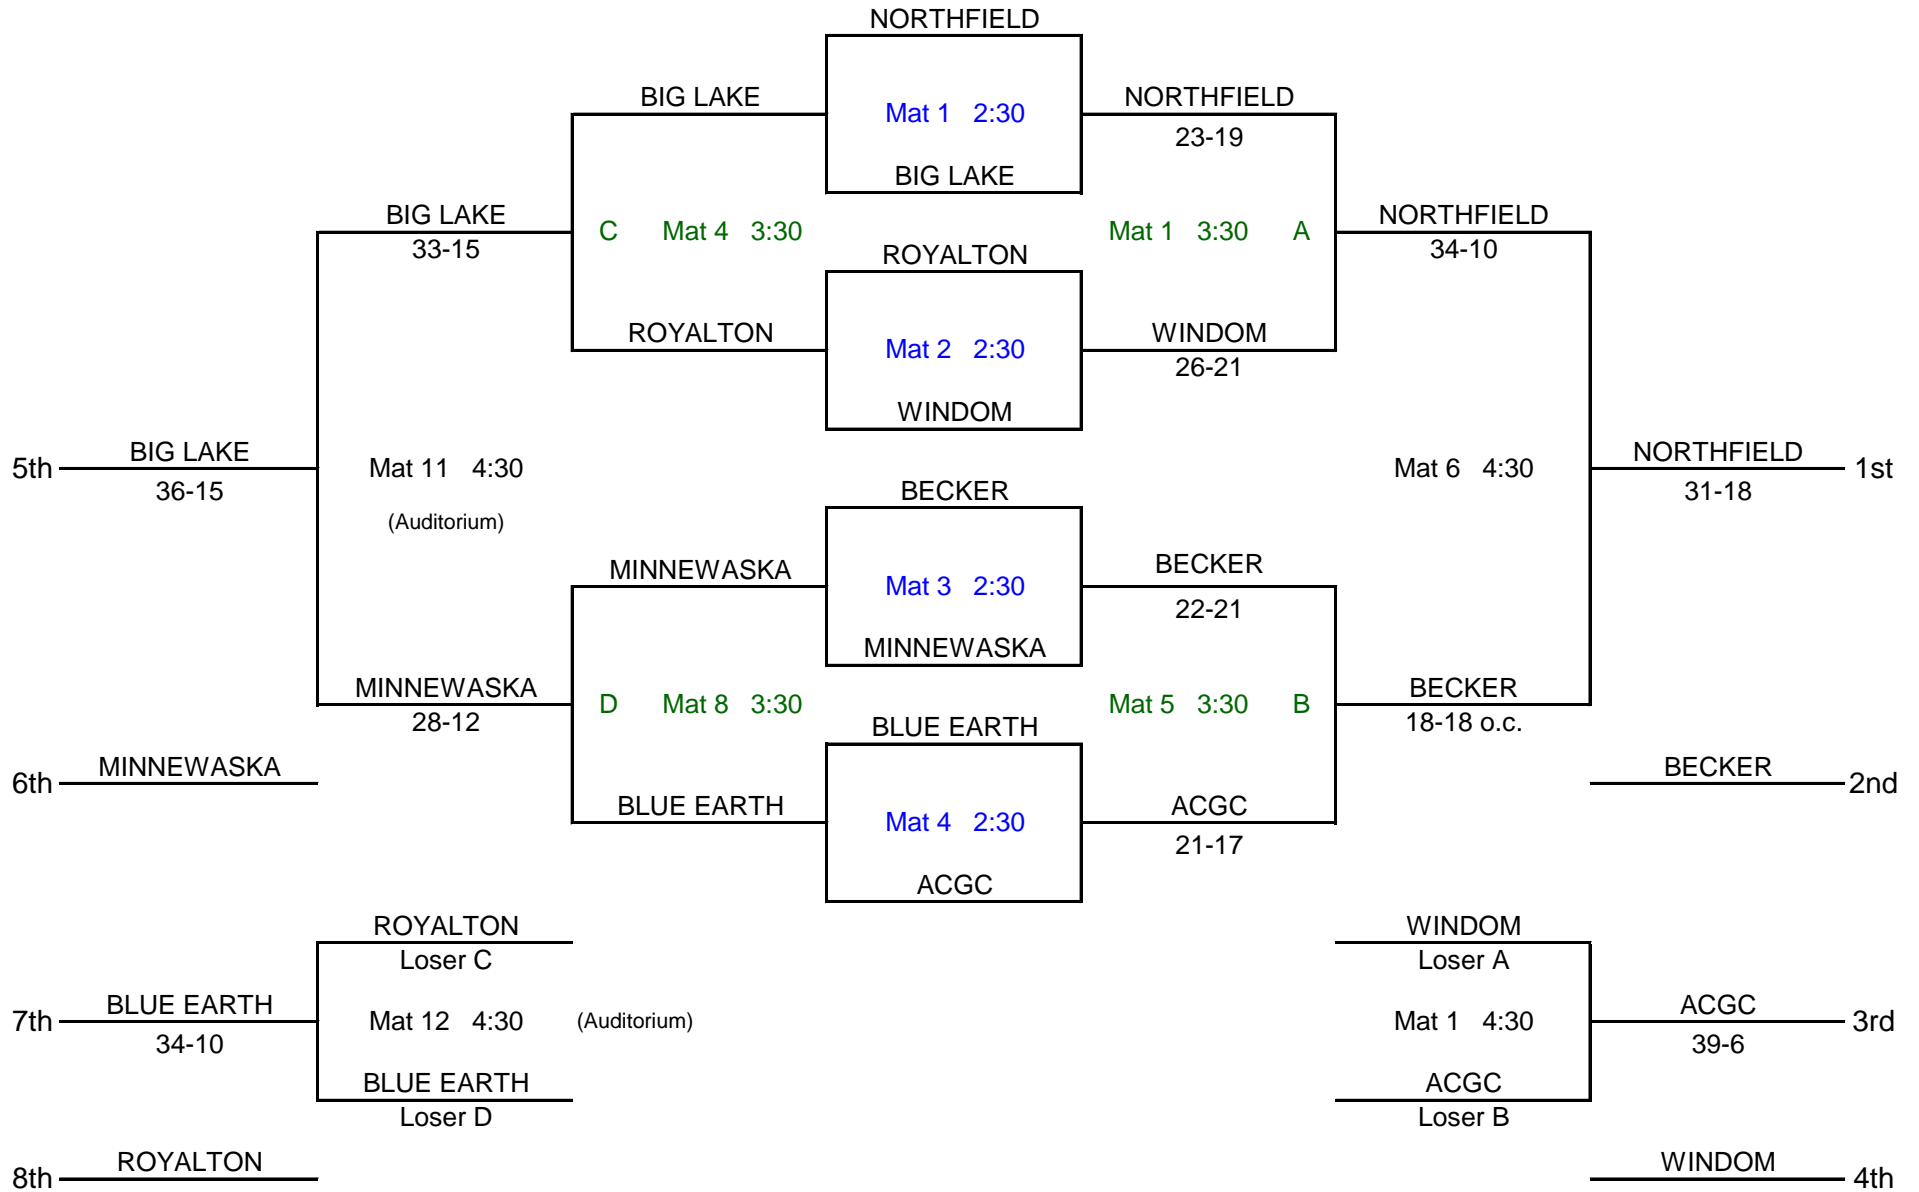 NORTHFIELD
BIG LAKE
Mat 1 2:30
NORTHFIELD
23-19
BIG LAKE
BIG LAKE
33-15
C Mat 4 3:30
Mat 1 3:30 A
NORTHFIELD
34-10
ROYALTON
ROYALTON
Mat 2 2:30
WINDOM
26-21
WINDOM
5th
BIG LAKE
36-15
Mat 11 4:30
(Auditorium)
Mat 6 4:30
NORTHFIELD
31-18
1st
BECKER
MINNEWASKA
Mat 3 2:30
BECKER
22-21
MINNEWASKA
MINNEWASKA
28-12
D Mat 8 3:30
Mat 5 3:30 B
BECKER
18-18 o.c.
BLUE EARTH
6th
MINNEWASKA
BECKER
2nd
BLUE EARTH
Mat 4 2:30
ACGC
21-17
ACGC
ROYALTON
Loser C
WINDOM
Loser A
7th
BLUE EARTH
34-10
Mat 12 4:30
(Auditorium)
Mat 1 4:30
ACGC
39-6
3rd
BLUE EARTH
Loser D
ACGC
Loser B
8th
ROYALTON
WINDOM
4th